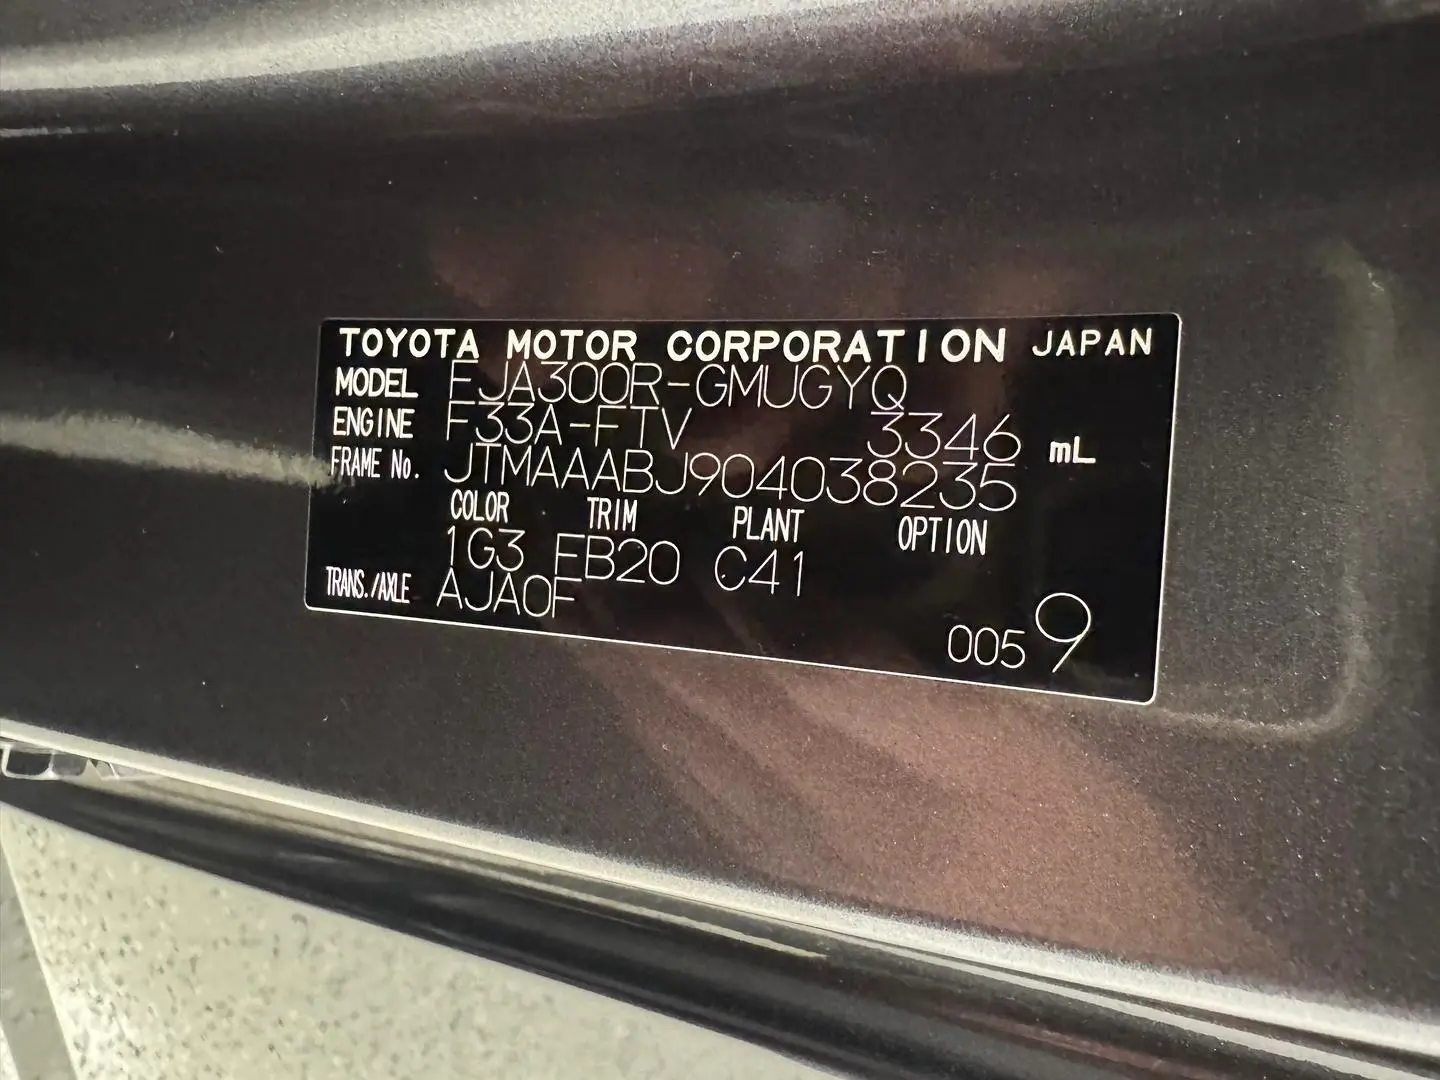 TOYOTA MOTOR CORPORATION JAPAN
MODEL FJA300R-GMUGYQ
ENGINE F33A-FTV 3346 mL
FRAME No. JTMAAABJ904038235
COLOR TRIM PLANT OPTION
1G3 EB20 C41
TRANS./AXLE AJA0F
0059